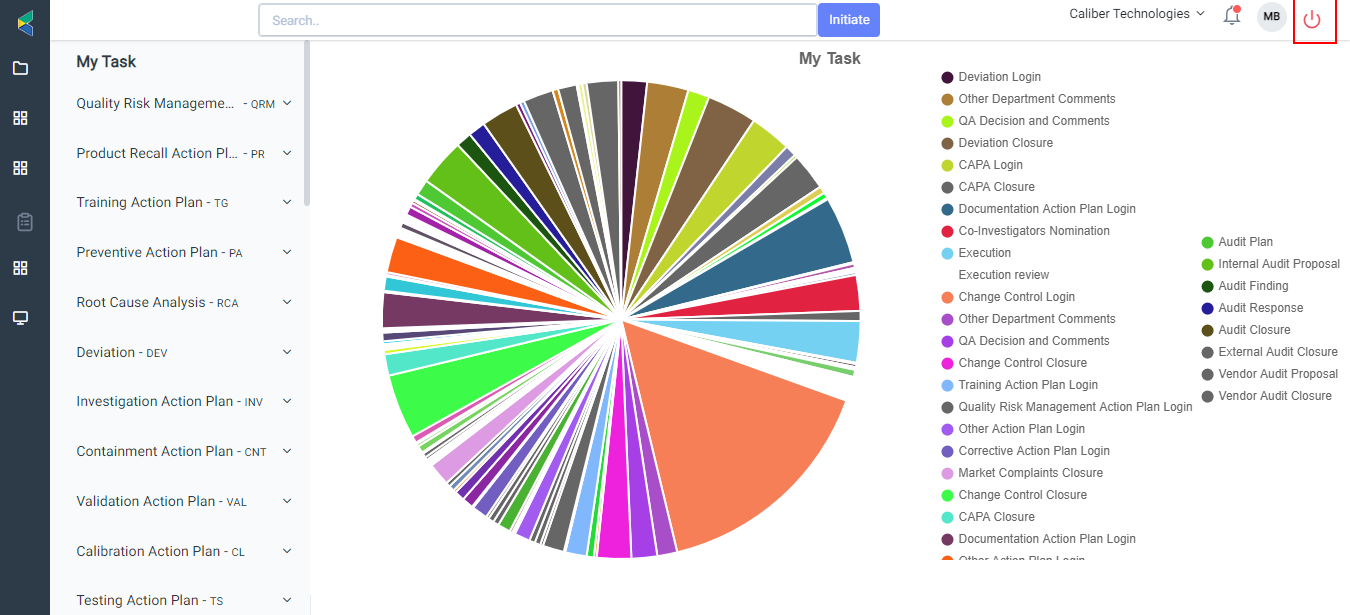 Search..
Initiate
Caliber Technologies
MB
My Task
Quality Risk Manageme... - QRM
Product Recall Action Pl... - PR
Training Action Plan - TG
Preventive Action Plan - PA
Root Cause Analysis - RCA
Deviation - DEV
Investigation Action Plan - INV
Containment Action Plan - CNT
Validation Action Plan - VAL
Calibration Action Plan - CL
Testing Action Plan - TS
My Task
Deviation Login
Other Department Comments
QA Decision and Comments
Deviation Closure
CAPA Login
CAPA Closure
Documentation Action Plan Login
Co-Investigators Nomination
Execution
Execution review
Change Control Login
Other Department Comments
QA Decision and Comments
Change Control Closure
Training Action Plan Login
Quality Risk Management Action Plan Login
Other Action Plan Login
Corrective Action Plan Login
Market Complaints Closure
Change Control Closure
CAPA Closure
Documentation Action Plan Login
Other Action Plan Login
Audit Plan
Internal Audit Proposal
Audit Finding
Audit Response
Audit Closure
External Audit Closure
Vendor Audit Proposal
Vendor Audit Closure